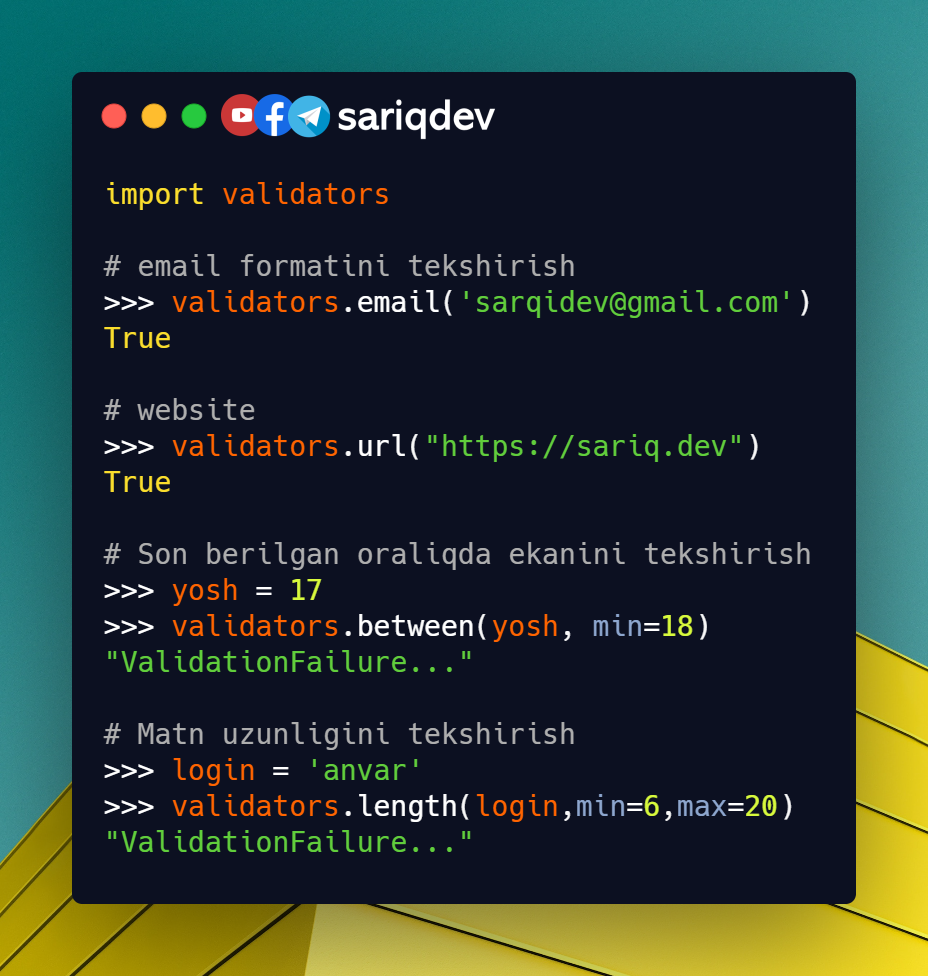 sariqdev
import validators
# email formatini tekshirish
>>> validators.email('sarqidev@gmail.com')
True
# website
>>> validators.url("https://sariq.dev")
True
# Son berilgan oraliqda ekanini tekshirish
>>> yosh = 17
>>> validators.between(yosh, min=18)
"ValidationFailure..."
# Matn uzunligini tekshirish
>>> login = 'anvar'
>>> validators.length(login,min=6,max=20)
"ValidationFailure..."